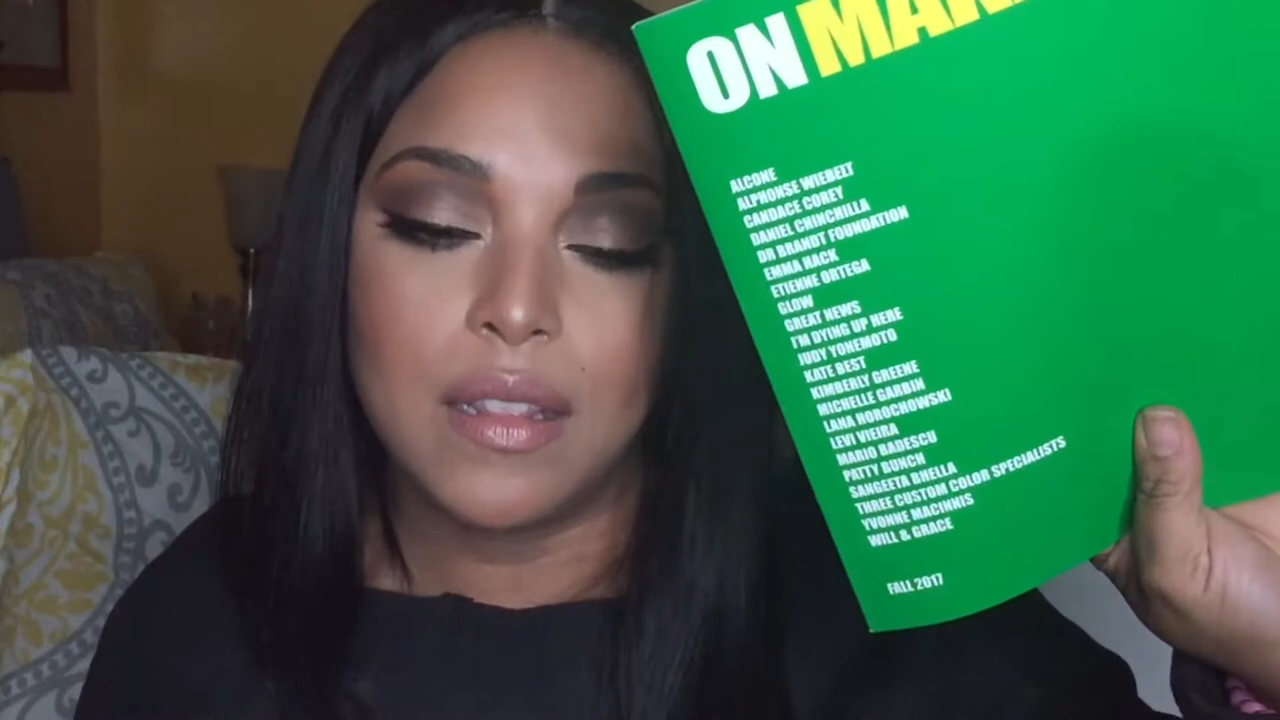 ON
ALCONE
ALPHONSE WIEBELT
CANDACE COREY
DANIEL CHINCHILLA
DR BRANDT FOUNDATION
EMMA HACK
ETIENNE ORTEGA
GLOW
GREAT NEWS
I'M DYING UP HERE
JUDY YONEMOTO
KATE BEST
KIMBERLY GREENE
MICHELLE GARBIN
LANA HOROCHOWSKI
LEVI VIEIRA
MARIO BADESCU
PATTY BUNCH
SANGEETA BHELLA
THREE CUSTOM COLOR SPECIALISTS
YVONNE MACINNIS
WILL & GRACE
FALL 2017